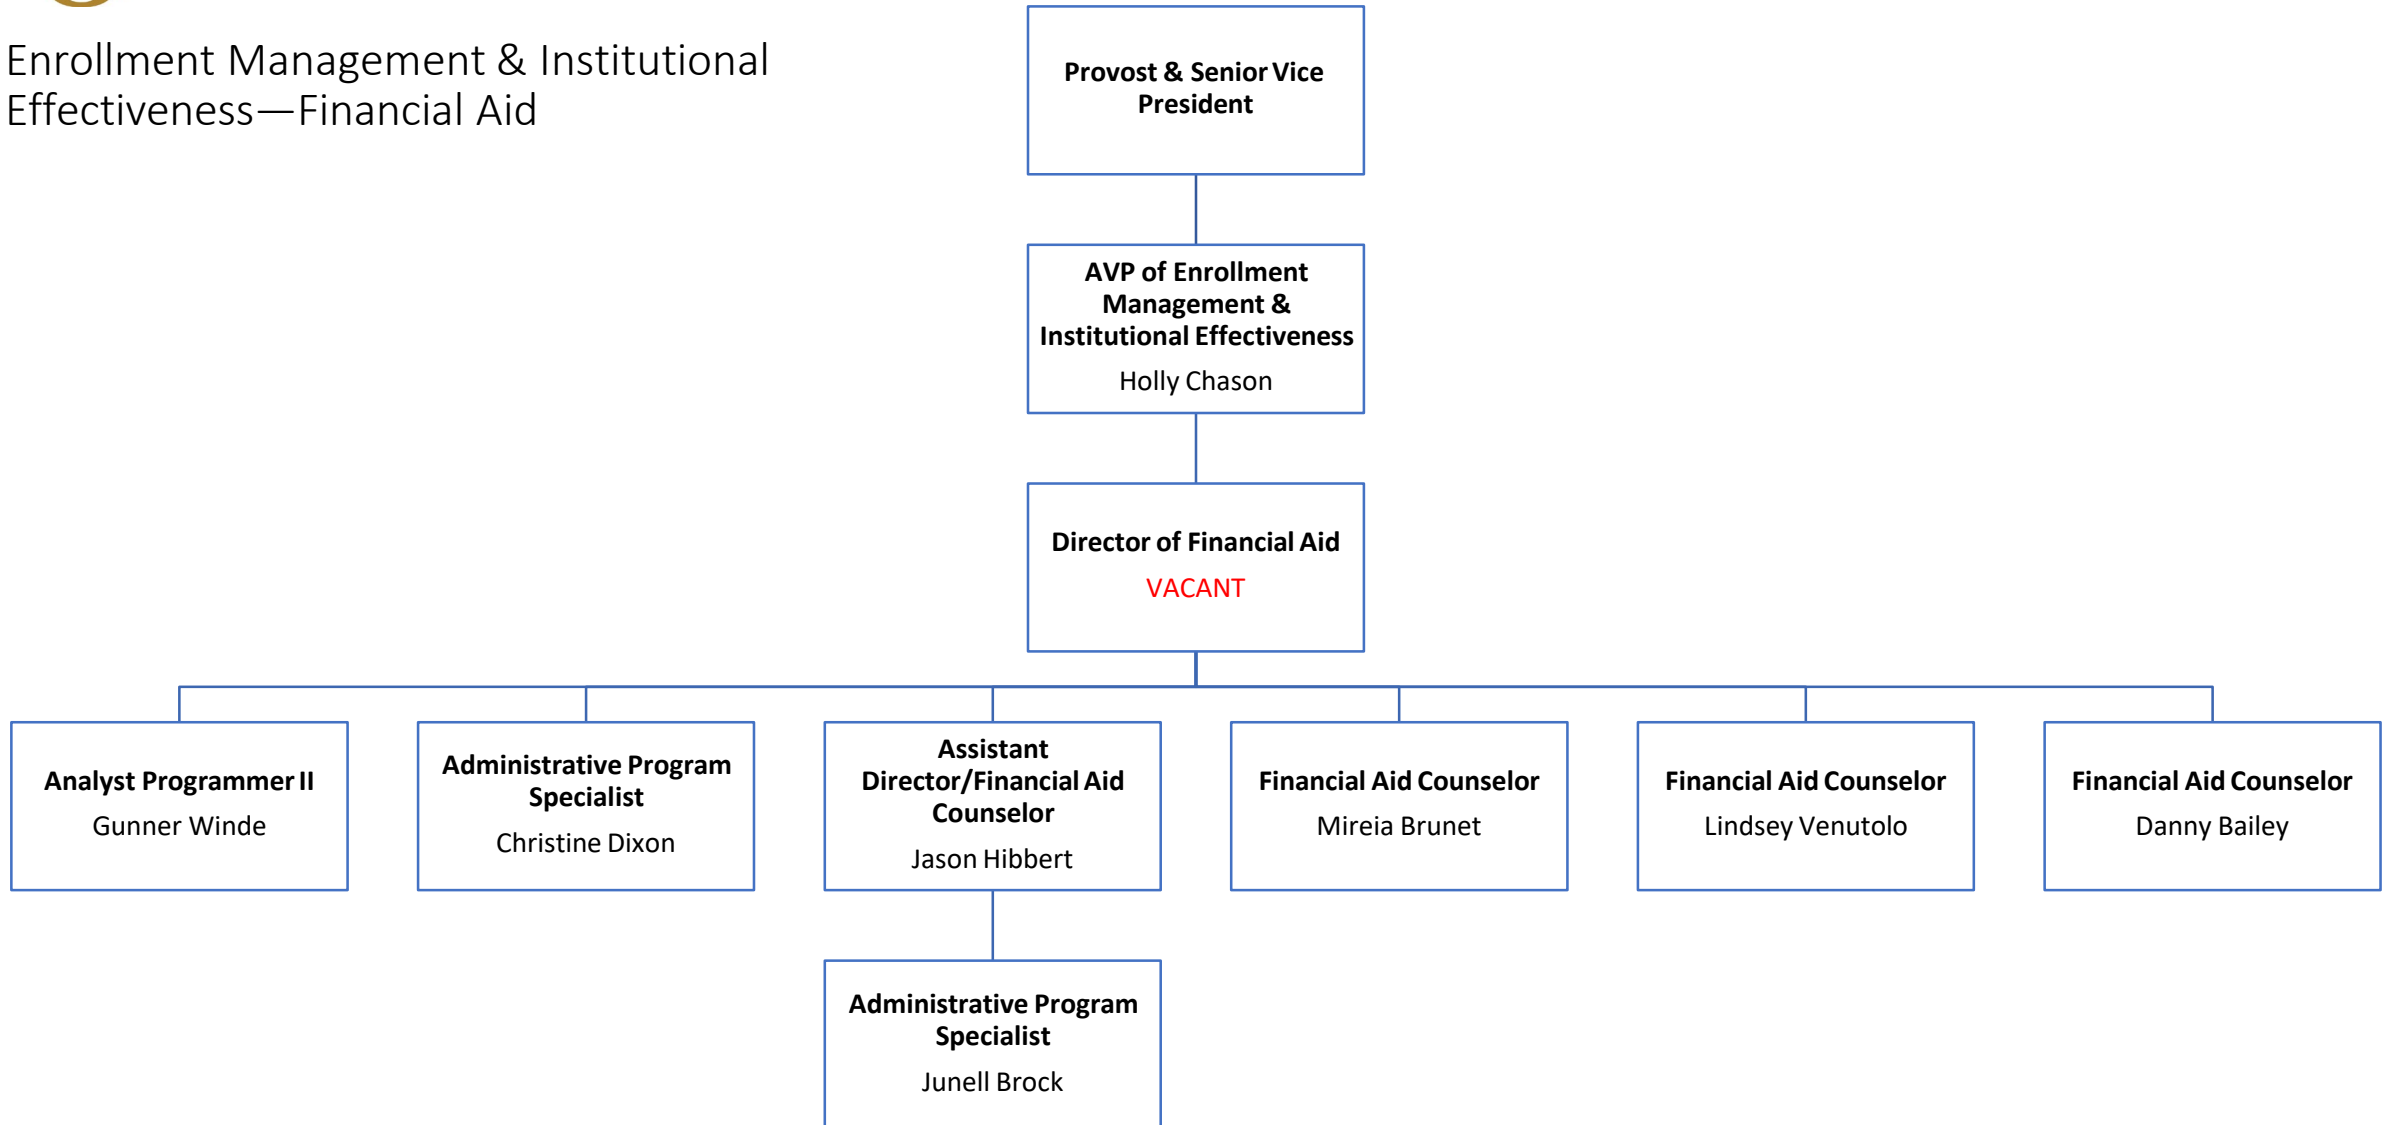 Enrollment Management & Institutional
Effectiveness—Financial Aid
Provost & Senior Vice
President
AVP of Enrollment
Management &
Institutional Effectiveness
Holly Chason
Director of Financial Aid
VACANT
Analyst Programmer II
Gunner Winde
Administrative Program
Specialist
Christine Dixon
Assistant
Director/Financial Aid
Counselor
Jason Hibbert
Financial Aid Counselor
Mireia Brunet
Financial Aid Counselor
Lindsey Venutolo
Financial Aid Counselor
Danny Bailey
Administrative Program
Specialist
Junell Brock